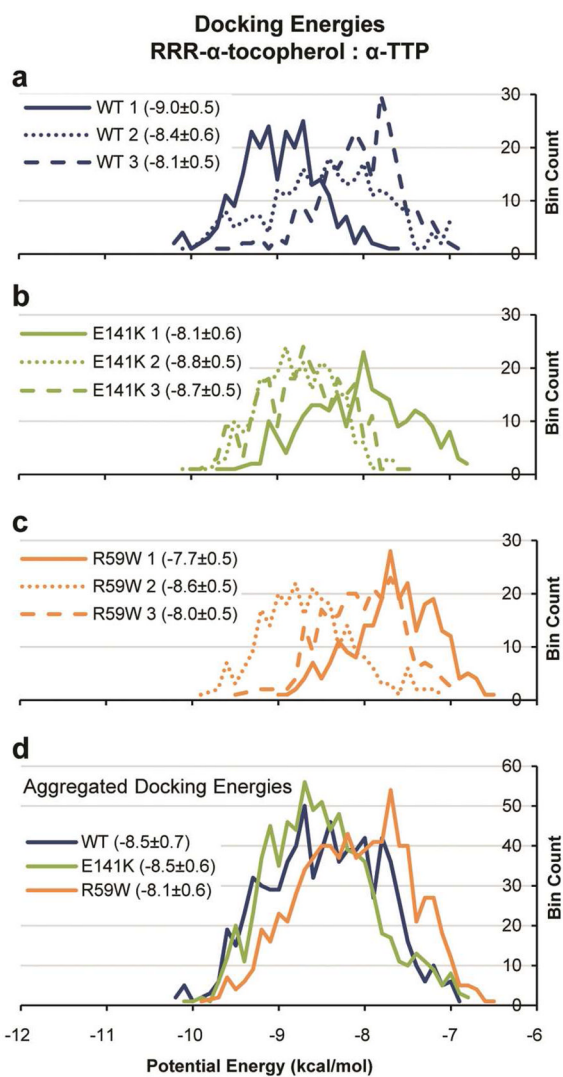 Docking Energies
RRR-α-tocopherol : α-TTP
a
WT 1 (-9.0±0.5)
WT 2 (-8.4±0.6)
WT 3 (-8.1±0.5)
30
20
10
0
Bin Count
b
E141K 1 (-8.1±0.6)
E141K 2 (-8.8±0.5)
E141K 3 (-8.7±0.5)
30
20
10
0
Bin Count
c
R59W 1 (-7.7±0.5)
R59W 2 (-8.6±0.5)
R59W 3 (-8.0±0.5)
30
20
10
0
Bin Count
d
Aggregated Docking Energies
WT (-8.5±0.7)
E141K (-8.5±0.6)
R59W (-8.1±0.6)
60
50
40
30
20
10
0
Bin Count
-12 -11 -10 -9 -8 -7 -6
Potential Energy (kcal/mol)